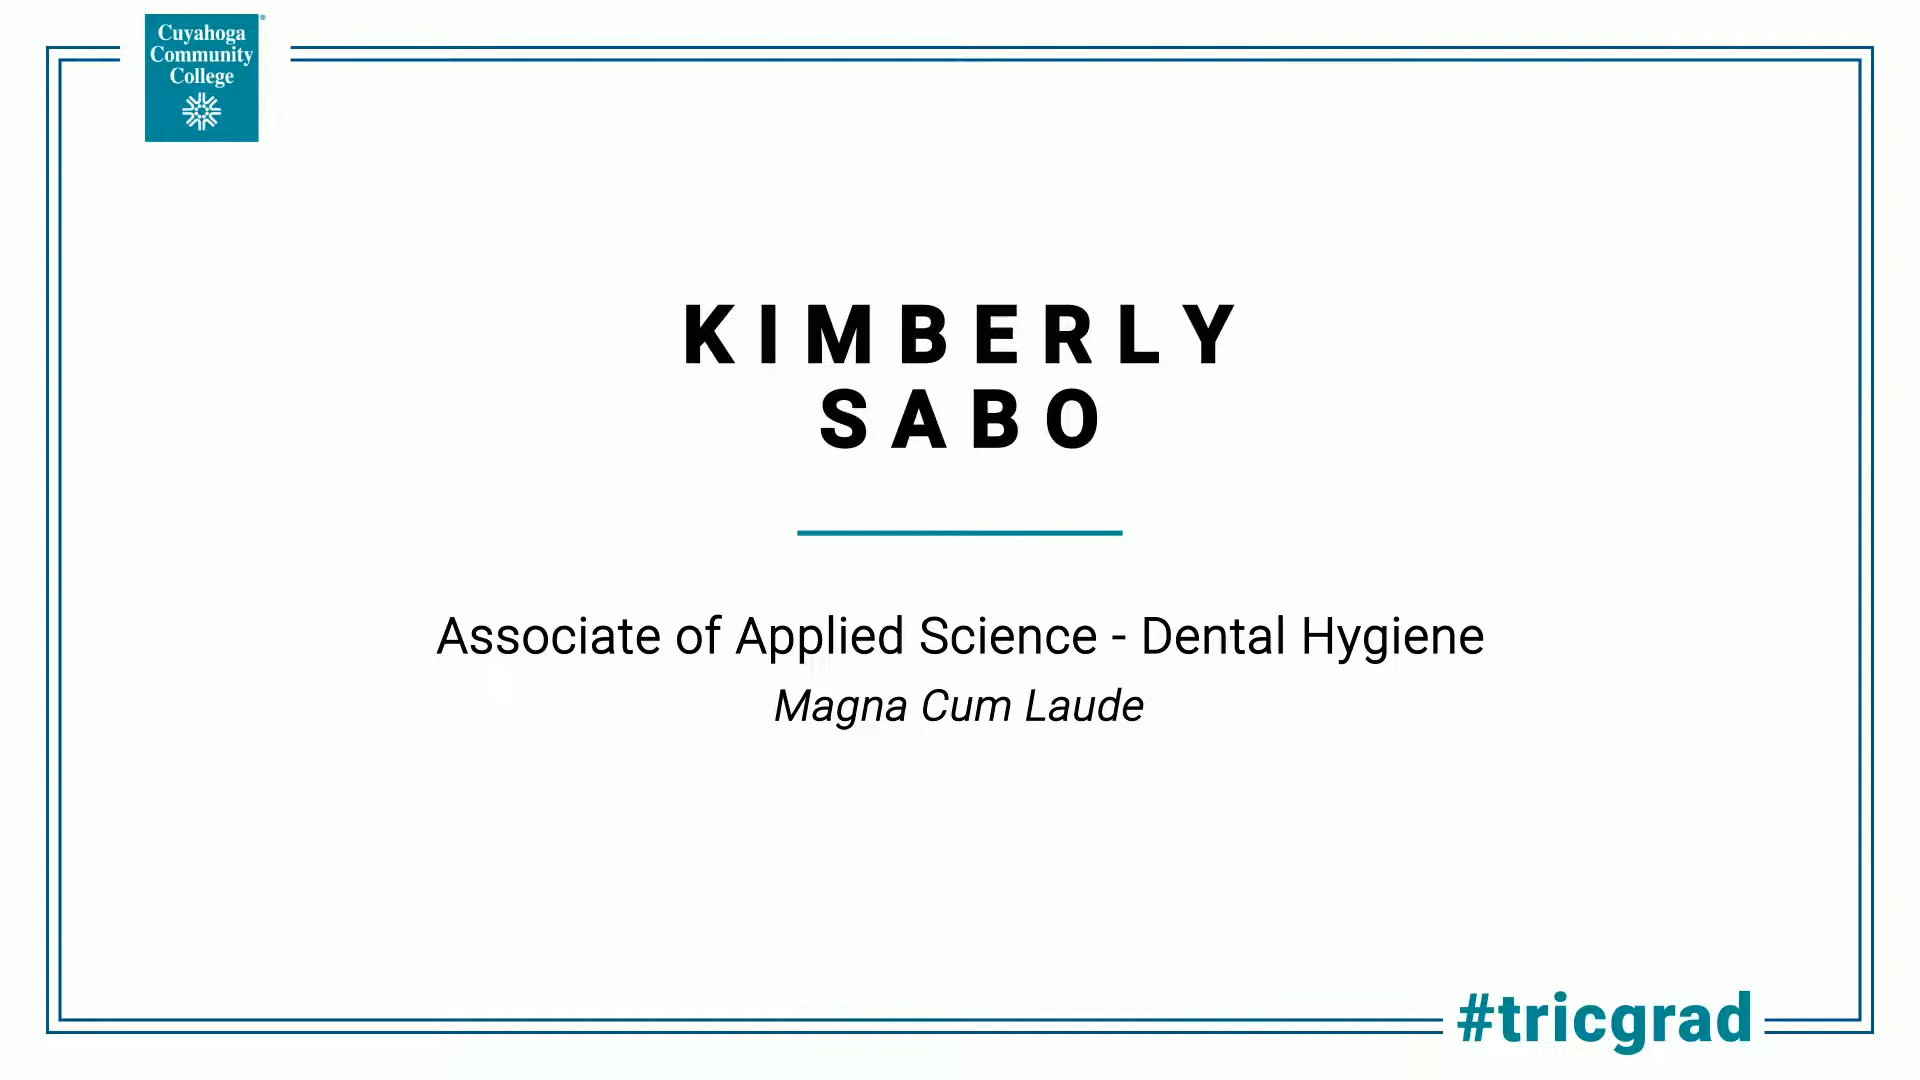 Cuyahoga
Community
College
®
KIMBERLY
SABO
Associate of Applied Science - Dental Hygiene
Magna Cum Laude
#tricgrad